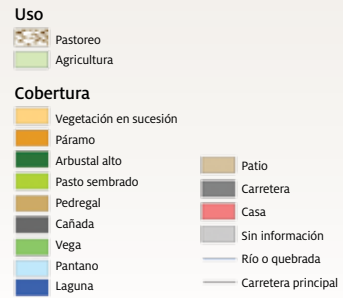 Uso
Pastoreo
Agricultura
Cobertura
Vegetación en sucesión
Páramo
Arbustal alto
Pasto sembrado
Pedregal
Cañada
Vega
Pantano
Laguna
Patio
Carretera
Casa
Sin información
Río o quebrada
Carretera principal